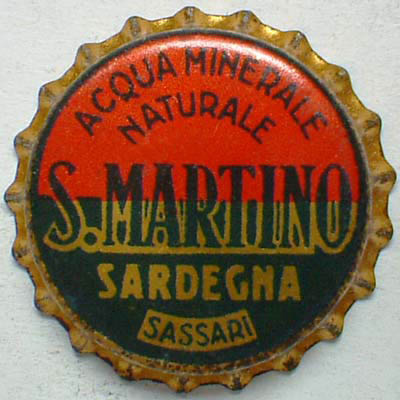 ACQUA MINERALE
NATURALE
S. MARTINO
SARDEGNA
SASSARI